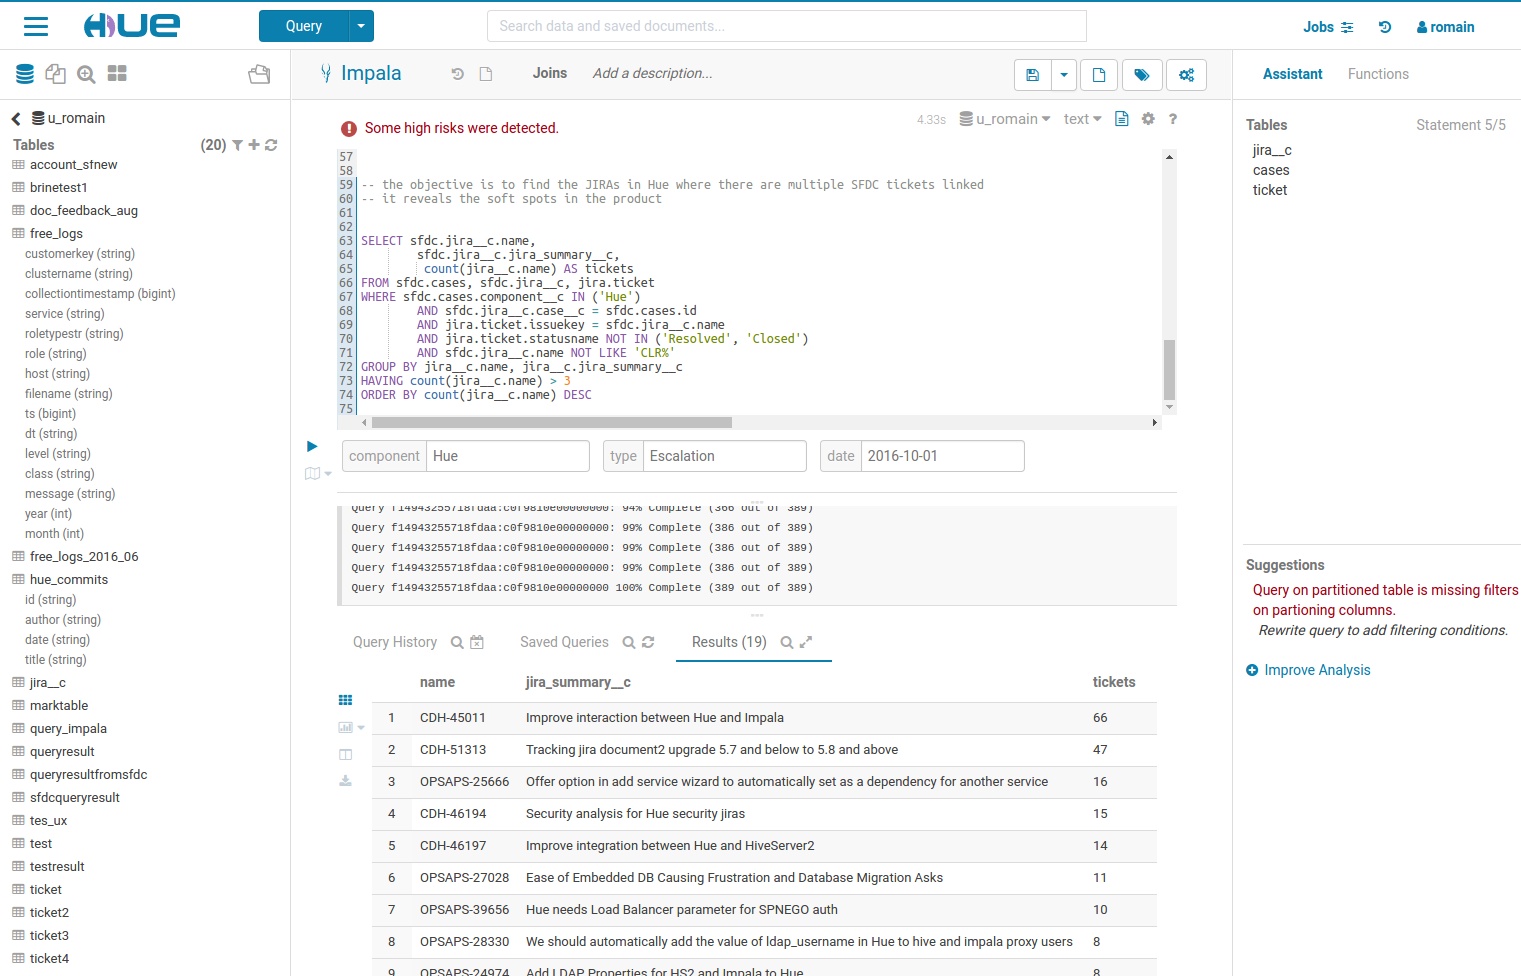 HUE
Query
Search data and saved documents...
Jobs
romain
Impala
Joins
Add a description...
Assistant
Functions
u_romain
Tables (20)
account_sfnew
brinetest1
doc_feedback_aug
free_logs
customerkey (string)
clustername (string)
collectiontimestamp (bigint)
service (string)
roletypestr (string)
role (string)
host (string)
filename (string)
ts (bigint)
dt (string)
level (string)
class (string)
message (string)
year (int)
month (int)
free_logs_2016_06
hue_commits
id (string)
author (string)
date (string)
title (string)
jira__c
marktable
query_impala
queryresult
queryresultfromsfdc
sfdcqueryresult
tes_ux
test
testresult
ticket
ticket2
ticket3
ticket4
Some high risks were detected.
4.33s u_romain text ?
57
58
59 -- the objective is to find the JIRAs in Hue where there are multiple SFDC tickets linked
60 -- it reveals the soft spots in the product
61
62
63 SELECT sfdc.jira__c.name,
64 sfdc.jira__c.jira_summary__c,
65 count(jira__c.name) AS tickets
66 FROM sfdc.cases, sfdc.jira__c, jira.ticket
67 WHERE sfdc.cases.component__c IN ('Hue')
68 AND sfdc.jira__c.case__c = sfdc.cases.id
69 AND jira.ticket.issuekey = sfdc.jira__c.name
70 AND jira.ticket.statusname NOT IN ('Resolved', 'Closed')
71 AND sfdc.jira__c.name NOT LIKE 'CLR%'
72 GROUP BY jira__c.name, jira__c.jira_summary__c
73 HAVING count(jira__c.name) > 3
74 ORDER BY count(jira__c.name) DESC
75
component Hue
type Escalation
date 2016-10-01
Query f14943255718fdaa:c0f9810e00000000: 94% Complete (366 out of 389)
Query f14943255718fdaa:c0f9810e00000000: 99% Complete (386 out of 389)
Query f14943255718fdaa:c0f9810e00000000: 99% Complete (386 out of 389)
Query f14943255718fdaa:c0f9810e00000000: 99% Complete (386 out of 389)
Query f14943255718fdaa:c0f9810e00000000 100% Complete (389 out of 389)
Query History
Saved Queries
Results (19)
name jira_summary__c tickets
1 CDH-45011 Improve interaction between Hue and Impala 66
2 CDH-51313 Tracking jira document2 upgrade 5.7 and below to 5.8 and above 47
3 OPSAPS-25666 Offer option in add service wizard to automatically set as a dependency for another service 16
4 CDH-46194 Security analysis for Hue security jiras 15
5 CDH-46197 Improve integration between Hue and HiveServer2 14
6 OPSAPS-27028 Ease of Embedded DB Causing Frustration and Database Migration Asks 11
7 OPSAPS-39656 Hue needs Load Balancer parameter for SPNEGO auth 10
8 OPSAPS-28330 We should automatically add the value of ldap_username in Hue to hive and impala proxy users 8
9 OPSAPS-24974 Add LDAP Properties for HS2 and Impala to Hue 8
Tables
Statement 5/5
jira__c
cases
ticket
Suggestions
Query on partitioned table is missing filters
on partioning columns.
Rewrite query to add filtering conditions.
Improve Analysis